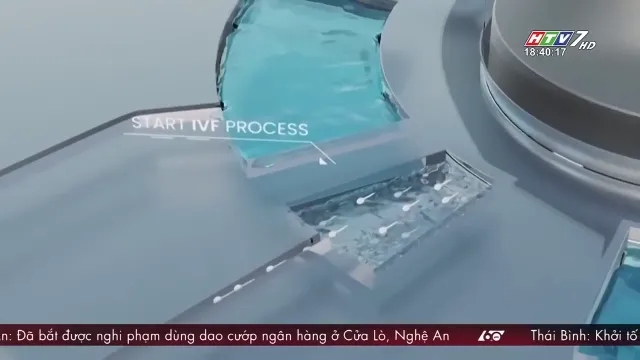 HTV7 HD
18:40:17
START IVF PROCESS
n: Đã bắt được nghi phạm dùng dao cướp ngân hàng ở Cửa Lò, Nghệ An 60 Thái Bình: Khởi tố